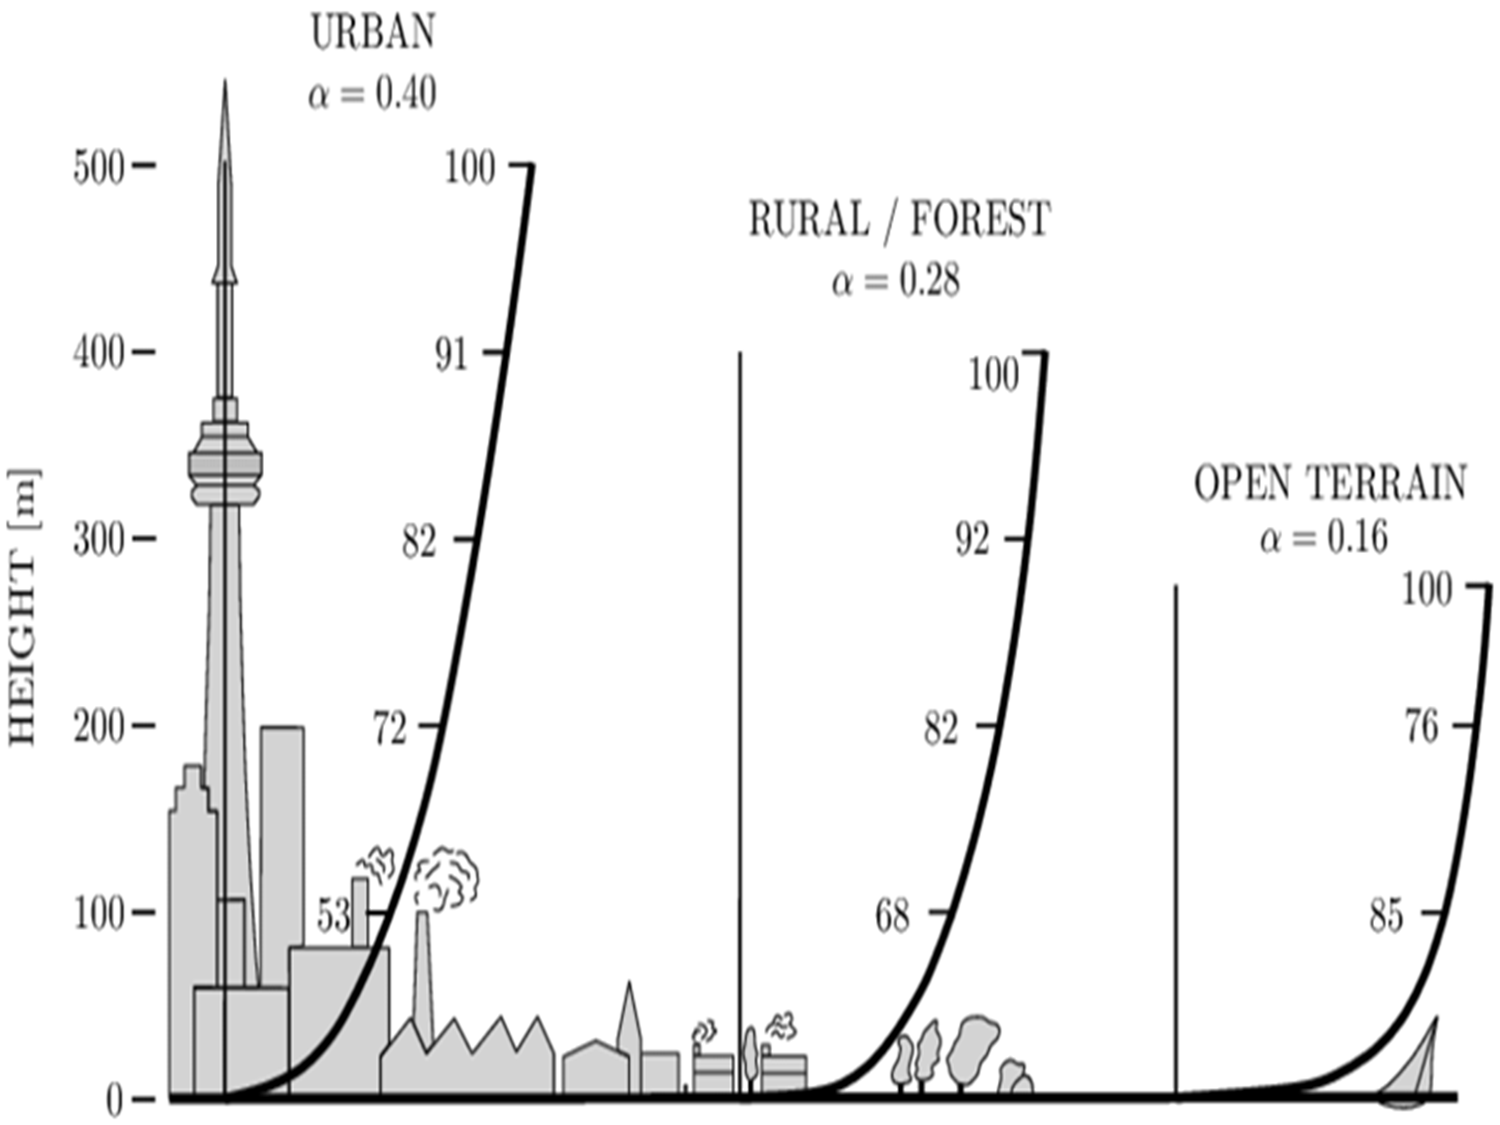 URBAN
α = 0.40
500
100
RURAL / FOREST
α = 0.28
400
91
100
OPEN TERRAIN
α = 0.16
HEIGHT [m]
300
82
92
100
200
72
82
76
100
53
68
85
0